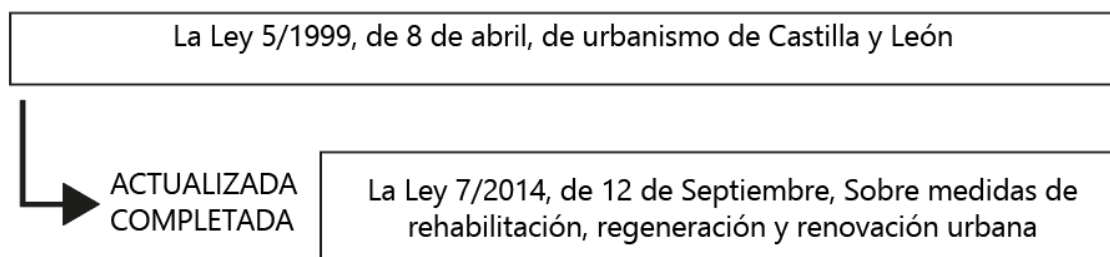 La Ley 5/1999, de 8 de abril, de urbanismo de Castilla y León
ACTUALIZADA
COMPLETADA
La Ley 7/2014, de 12 de Septiembre, Sobre medidas de
rehabilitación, regeneración y renovación urbana